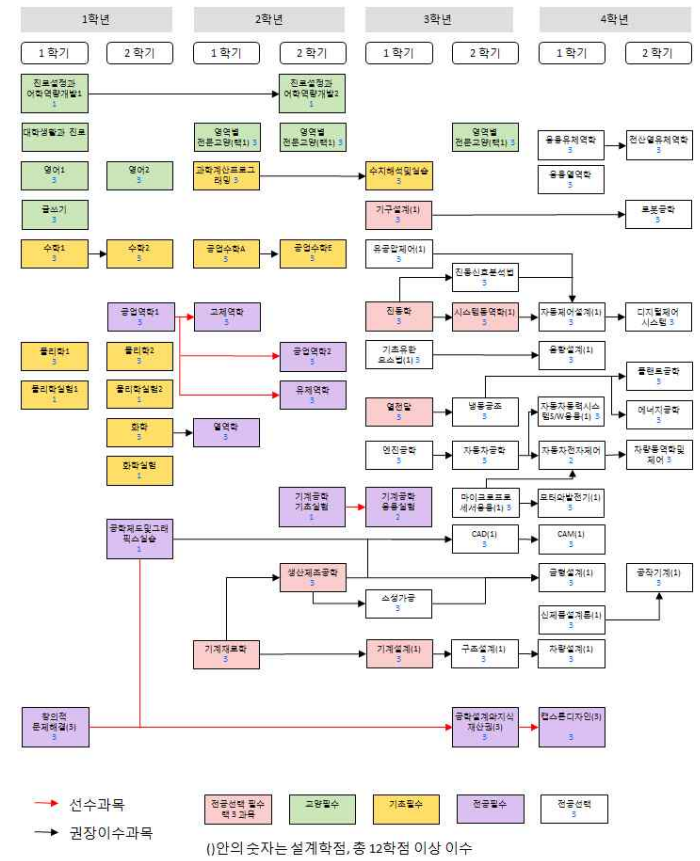 1학년
2학년
3학년
4학년
1 학기
2 학기
1 학기
2 학기
1 학기
2 학기
1 학기
2 학기
진로설정과
어학역량개발1
1
진로설정과
어학역량개발2
1
대학생활과 진로
영역별
전문교양(택1) 3
영역별
전문교양(택1) 3
영역별
전문교양(택1) 3
응용유체역학
3
전산열유체역학
3
영어1
3
영어2
3
과학계산프로그
래밍 3
수치해석및실습
3
응용열역학
3
글쓰기
3
기구설계(1)
3
로봇공학
3
수학1
3
수학2
3
공업수학A
3
공업수학E
3
유공압제어(1)
3
진동신호분석법
3
공업역학1
3
고체역학
3
진동학
3
시스템동역학(1)
3
자동제어설계(1)
3
디지털제어
시스템 3
물리학1
3
물리학2
3
공업역학2
3
기초유한
요소법(1) 3
음향설계(1)
3
플랜트공학
3
물리학실험1
1
물리학실험2
1
유체역학
3
열전달
3
냉동공조
3
자동차동력시스
템S/W응용(1) 3
에너지공학
3
화학
3
열역학
3
엔진공학
3
자동차공학
3
자동차전자제어
2
차량동역학및
제어 3
화학실험
1
기계공학
기초실험
1
기계공학
응용실험
2
마이크로프로
세서응용(1) 3
모터와발전기(1)
3
공학제도및그래
픽스실습
1
CAD(1)
3
CAM(1)
3
생산제조공학
3
소성가공
3
금형설계(1)
3
공작기계(1)
3
신제품설계론(1)
3
기계재료학
3
기계설계(1)
3
구조설계(1)
3
차량설계(1)
3
창의적
문제해결(3)
3
공학설계와지식
재산권(3)
3
캡스톤디자인(3)
3
선수과목
권장이수과목
전공선택 필수
택 3 과목
교양필수
3
기초필수
3
전공필수
3
전공선택
3
()안의 숫자는 설계학점, 총 12학점 이상 이수